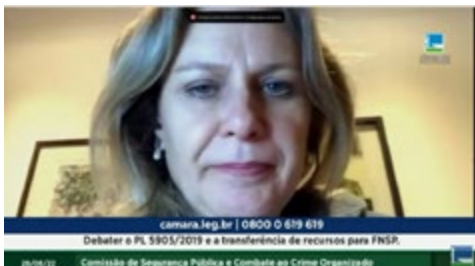 camara.leg.br | 0800 0 619 619
Debater o PL 5905/2019 e a transferência de recursos para FNSP.
Comissão de Segurança Pública e Combate ao Crime Organizado